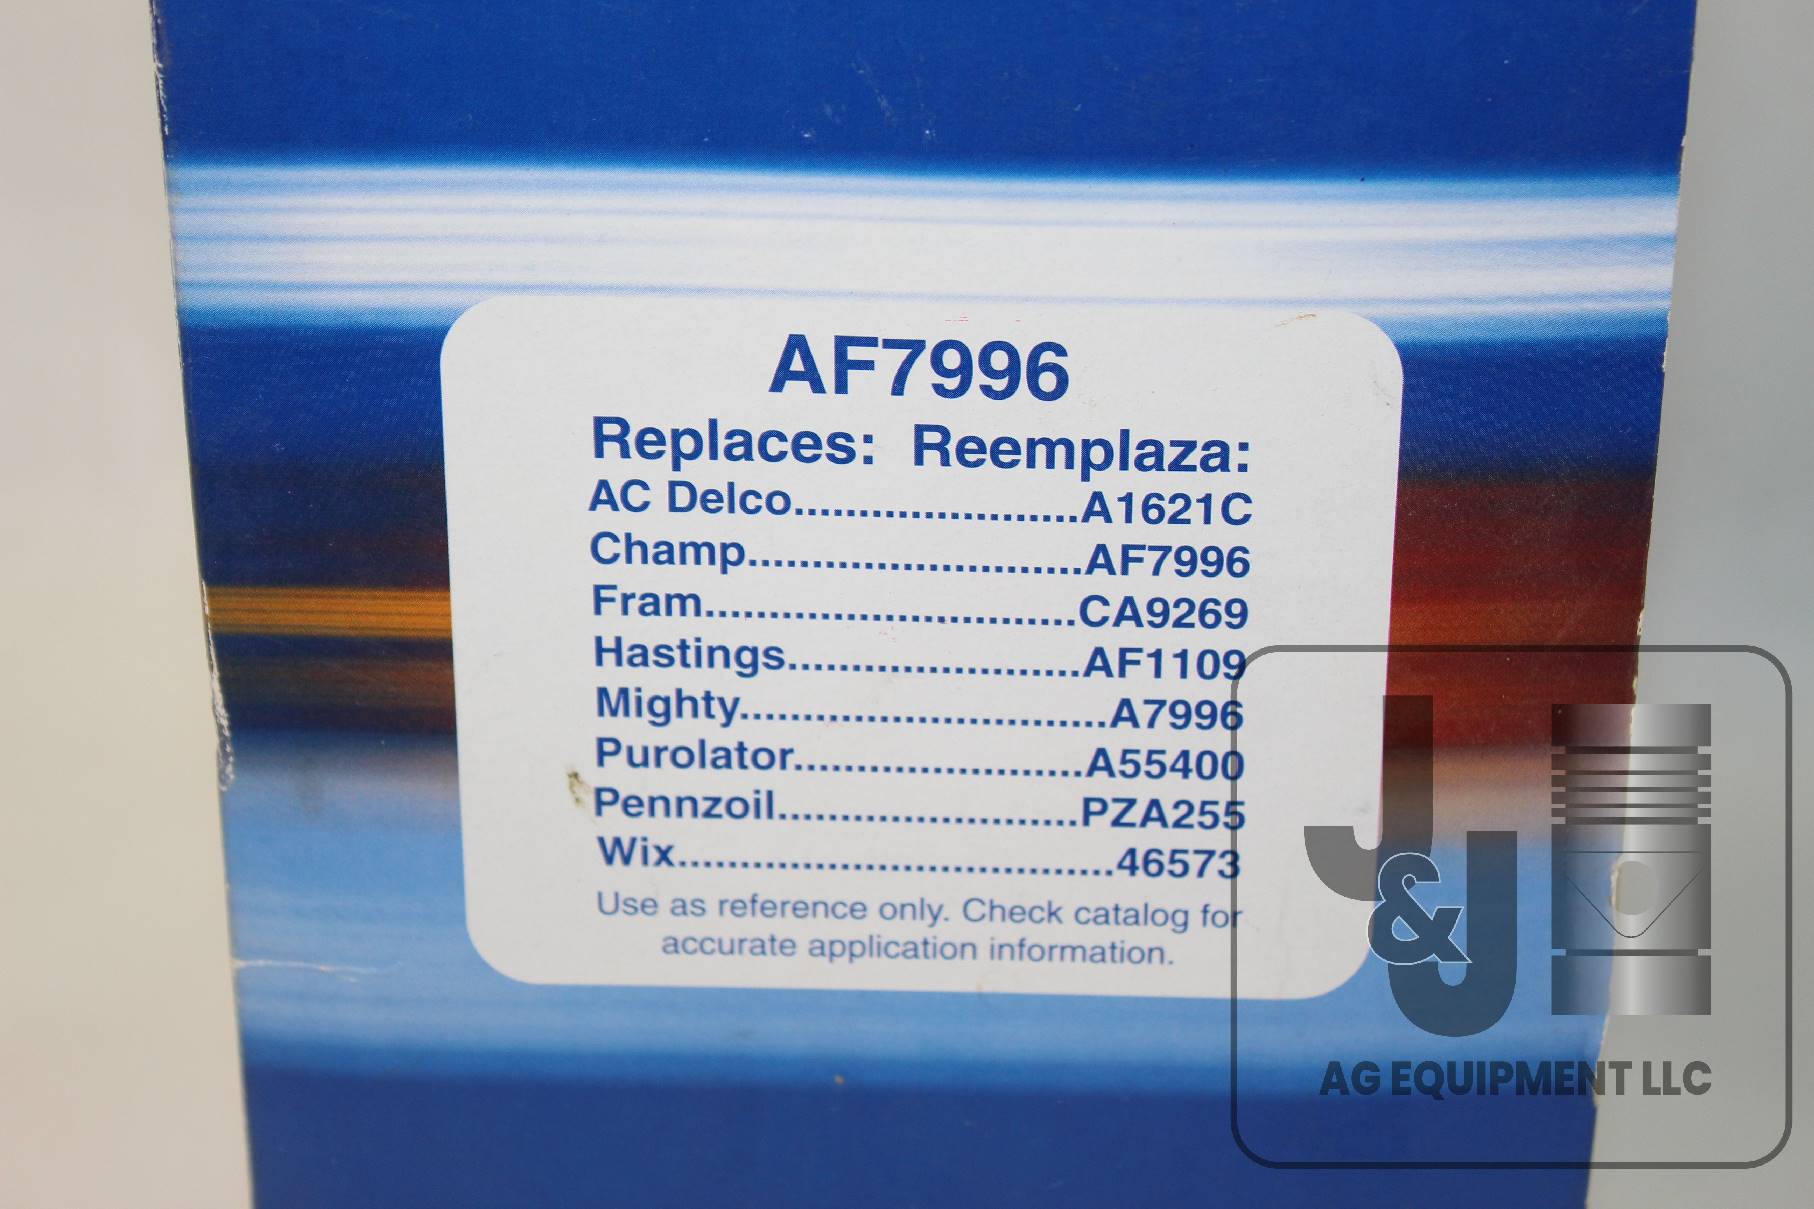 AF7996
Replaces: Reemplaza:
AC Delco......................A1621C
Champ..........................AF7996
Fram.............................CA9269
Hastings.......................AF1109
Mighty.............................A7996
Purolator.......................A55400
Pennzoil........................PZA255
Wix...................................46573
Use as reference only. Check catalog for
accurate application information.
J&J
AG EQUIPMENT LLC